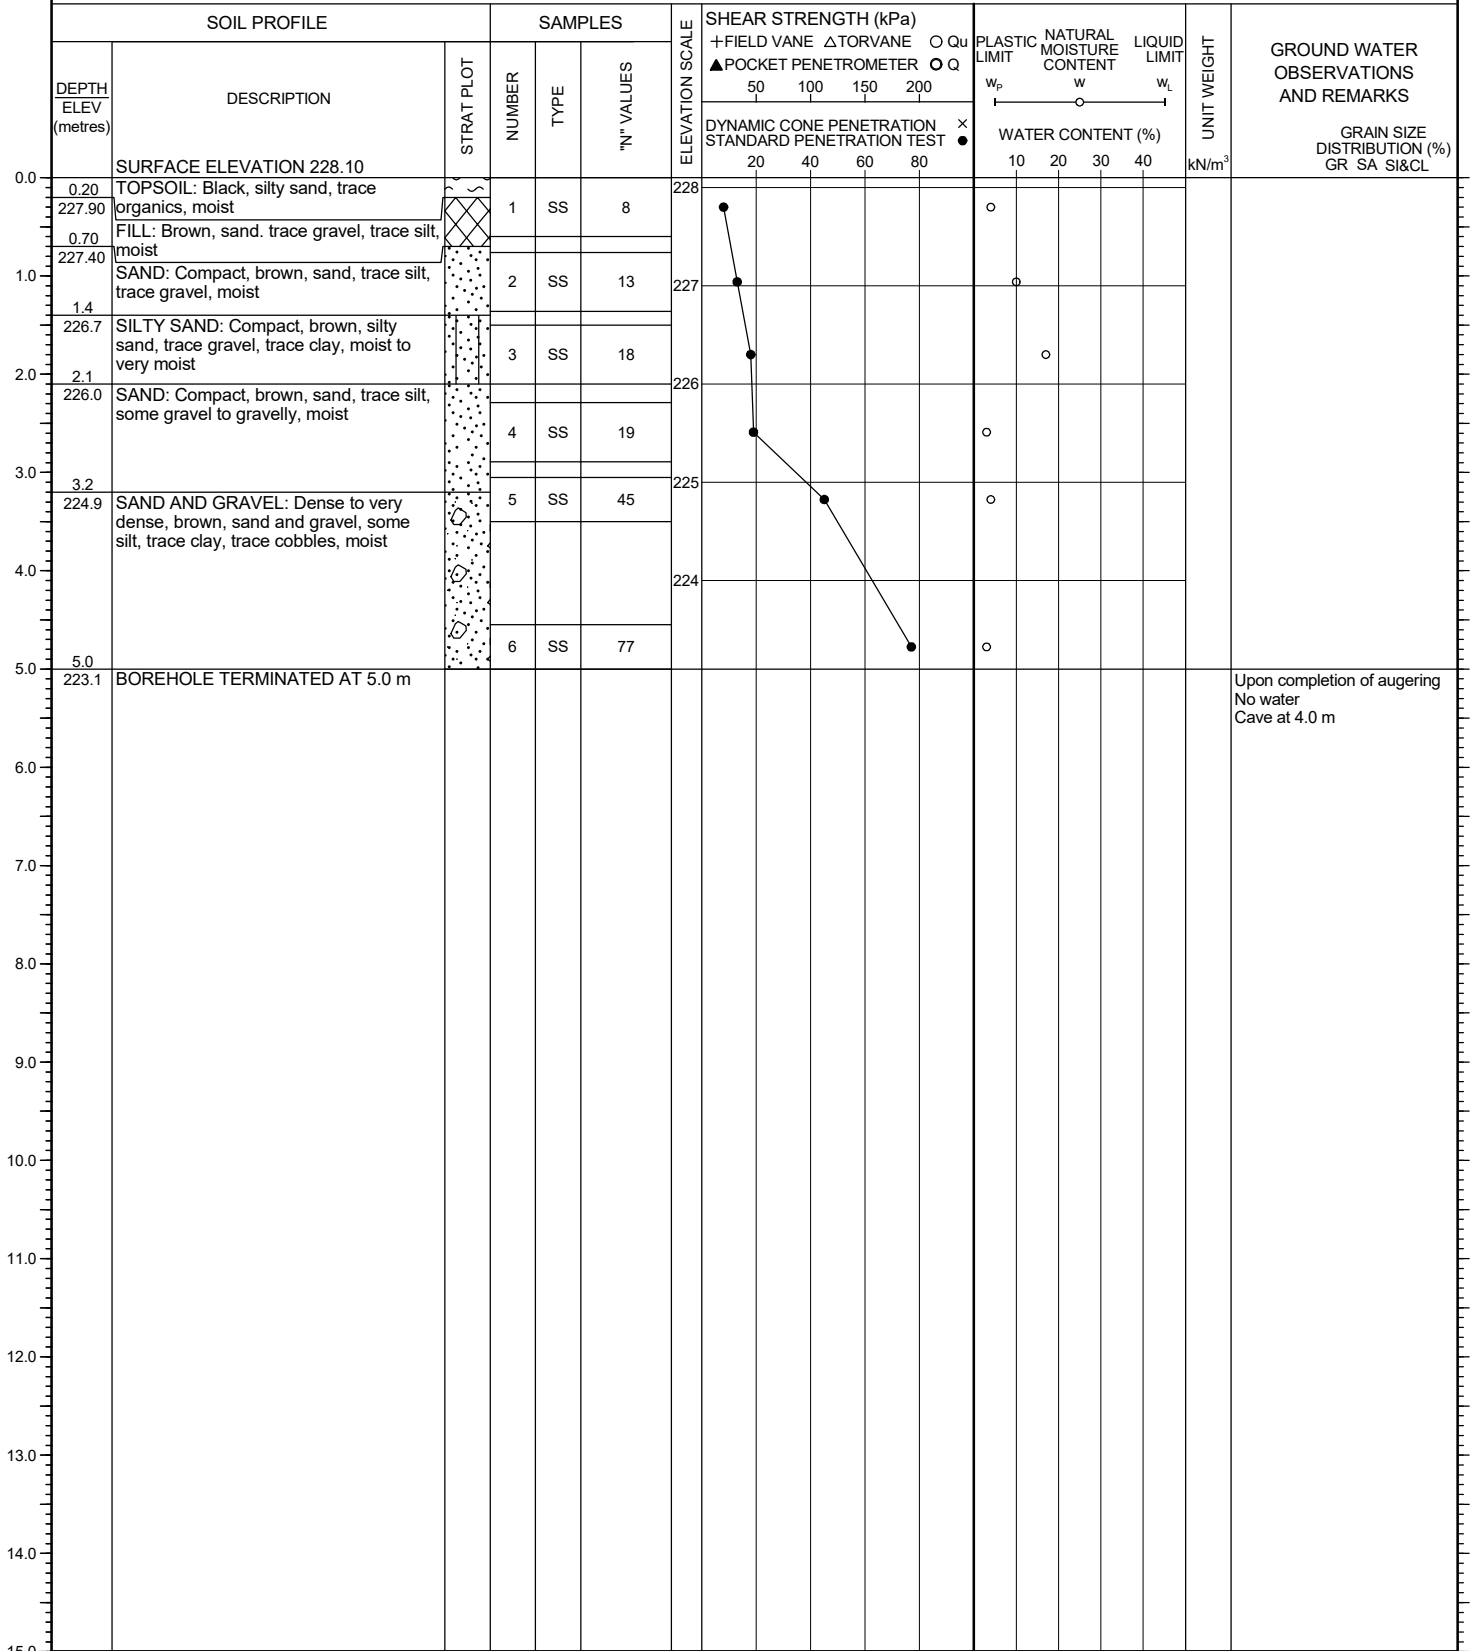 SOIL PROFILE
SAMPLES
DEPTH
ELEV
(metres)
DESCRIPTION
STRAT PLOT
NUMBER
TYPE
"N" VALUES
ELEVATION SCALE
SHEAR STRENGTH (kPa)
+FIELD VANE △TORVANE ○ Qu
▲POCKET PENETROMETER O Q
50 100 150 200
DYNAMIC CONE PENETRATION ×
STANDARD PENETRATION TEST ●
20 40 60 80
PLASTIC LIMIT
NATURAL MOISTURE CONTENT
LIQUID LIMIT
wP w wL
WATER CONTENT (%)
10 20 30 40
UNIT WEIGHT
kN/m³
GROUND WATER
OBSERVATIONS
AND REMARKS
GRAIN SIZE
DISTRIBUTION (%)
GR SA SI&CL
SURFACE ELEVATION 228.10
0.0
0.20
227.90
TOPSOIL: Black, silty sand, trace
organics, moist
1 SS 8
228
0.70
227.40
FILL: Brown, sand. trace gravel, trace silt,
moist
1.0
SAND: Compact, brown, sand, trace silt,
trace gravel, moist
2 SS 13
227
1.4
226.7
SILTY SAND: Compact, brown, silty
sand, trace gravel, trace clay, moist to
very moist
3 SS 18
2.0
2.1
226.0
226
SAND: Compact, brown, sand, trace silt,
some gravel to gravelly, moist
4 SS 19
3.0
225
3.2
224.9
SAND AND GRAVEL: Dense to very
dense, brown, sand and gravel, some
silt, trace clay, trace cobbles, moist
5 SS 45
4.0
224
6 SS 77
5.0
5.0
223.1
BOREHOLE TERMINATED AT 5.0 m
Upon completion of augering
No water
Cave at 4.0 m
6.0
7.0
8.0
9.0
10.0
11.0
12.0
13.0
14.0
15.0